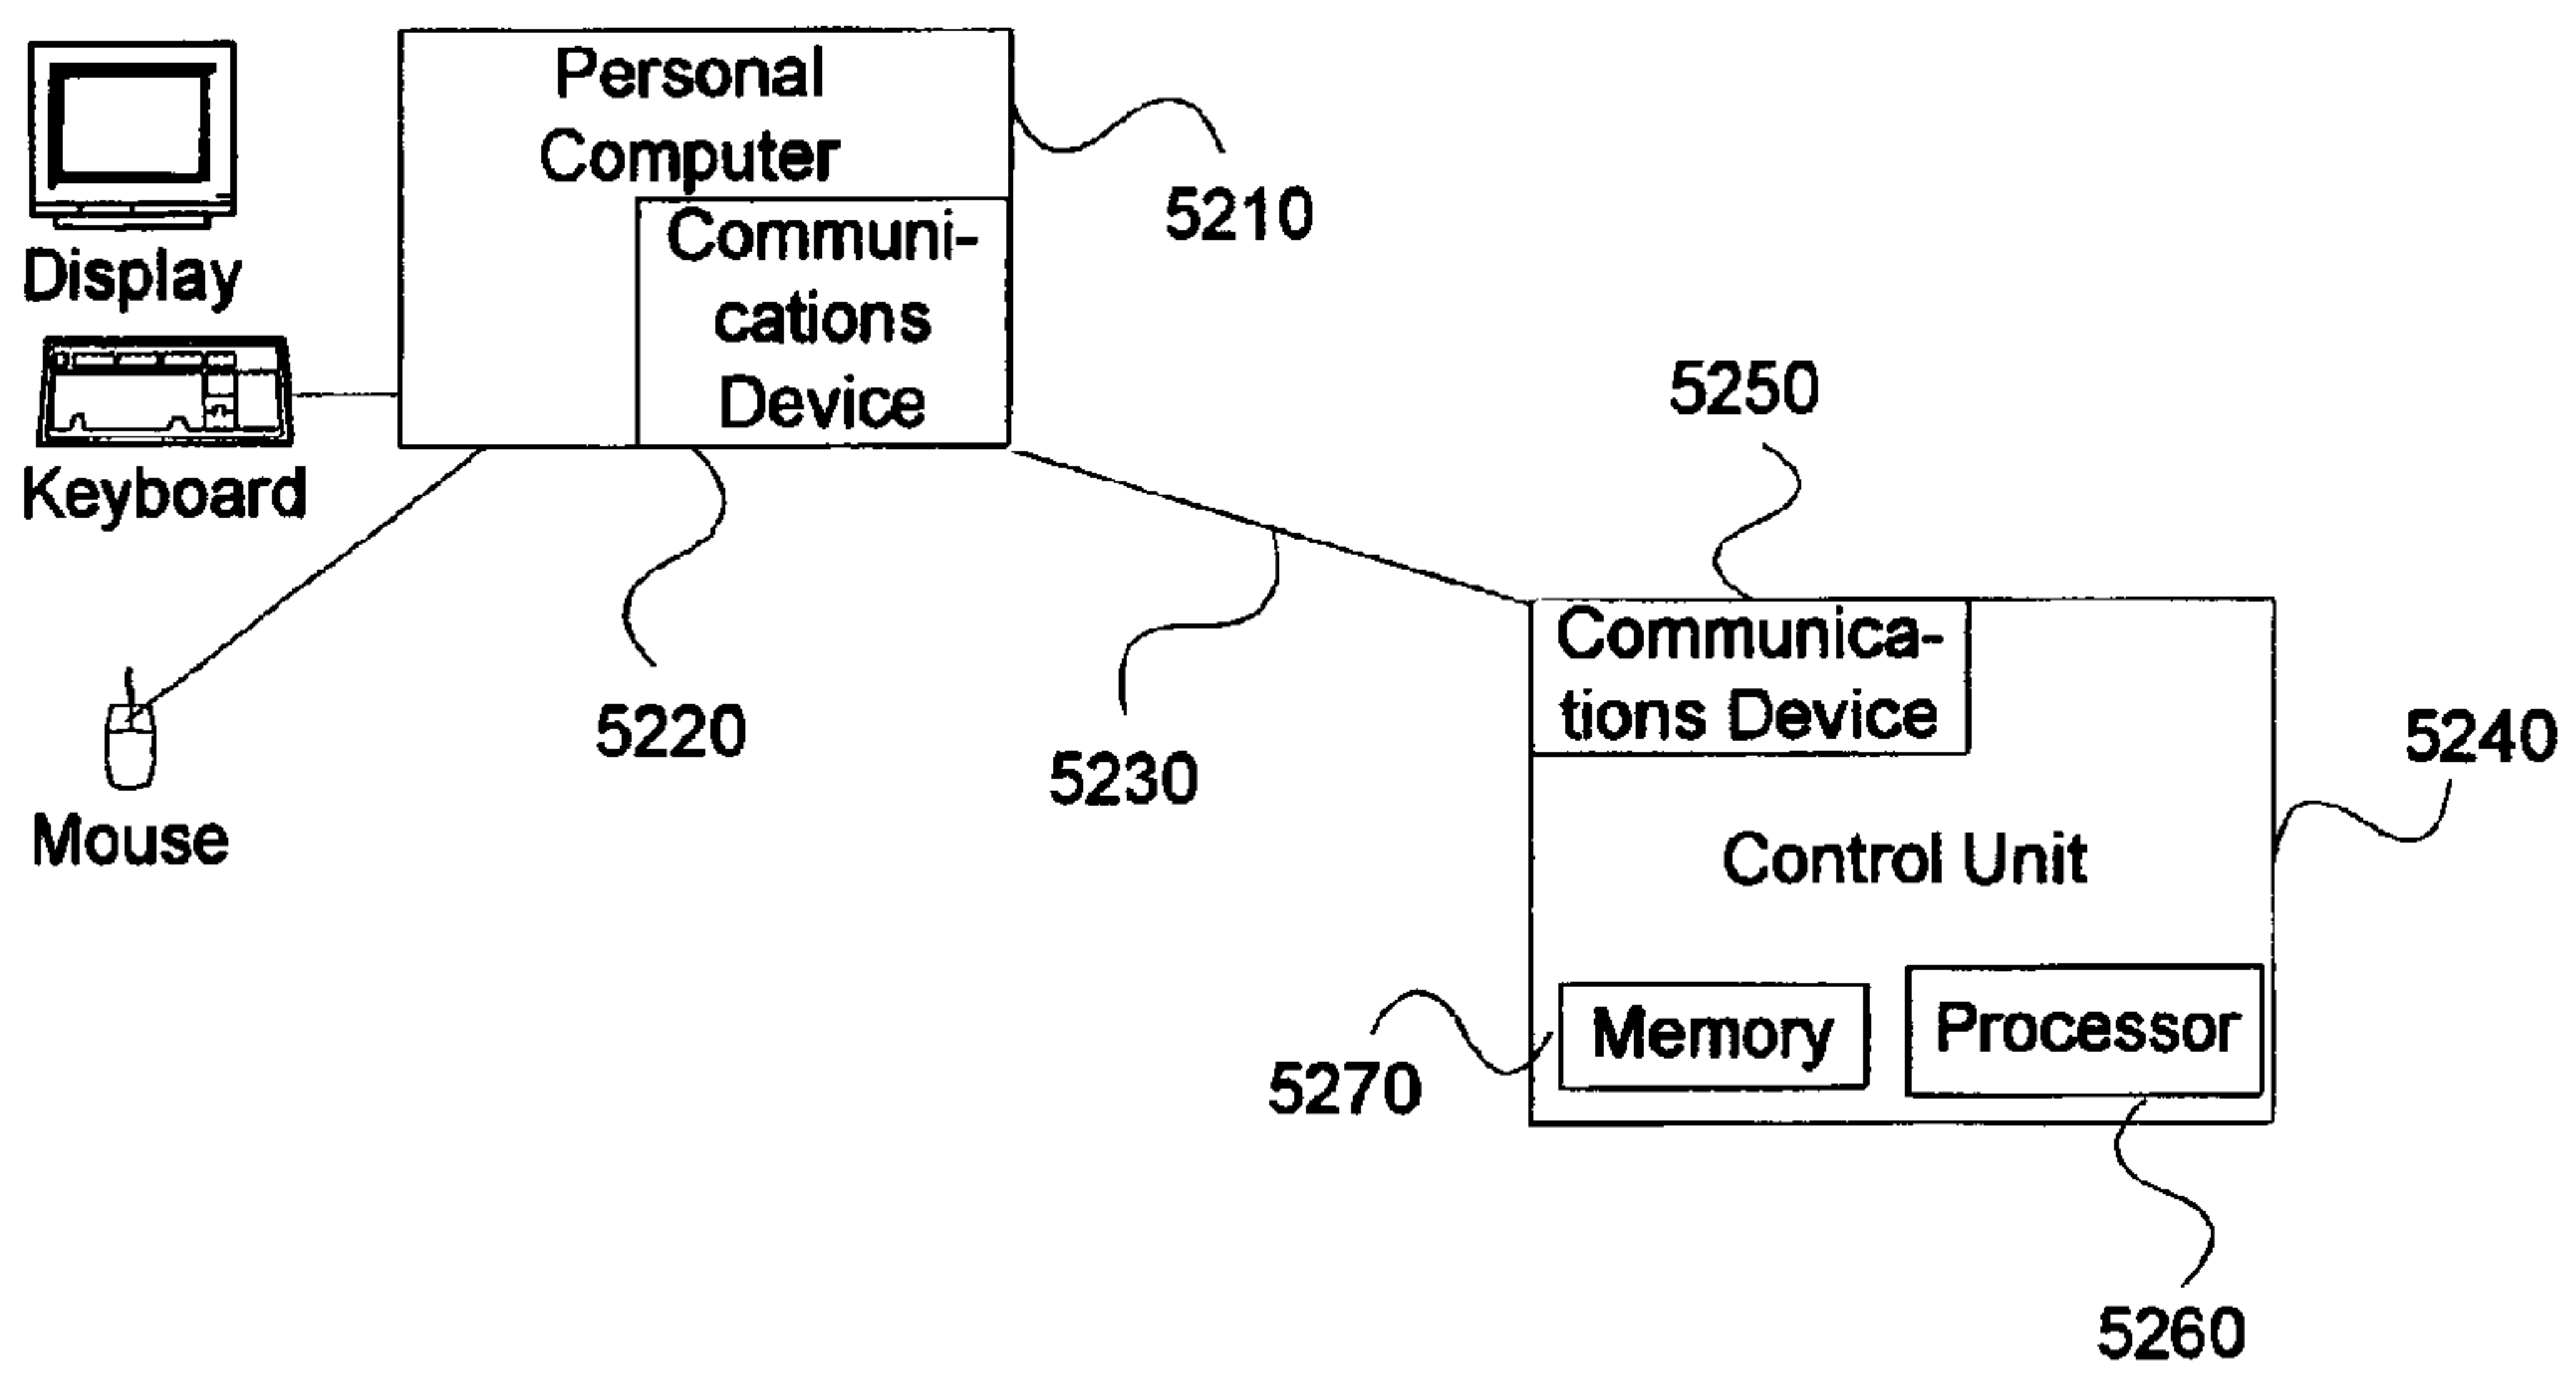 Personal
Computer
Communi-
cations
Device
5210
Display
Keyboard
Mouse
5220
5230
5250
Communica-
tions Device
5240
Control Unit
5270
Memory
Processor
5260